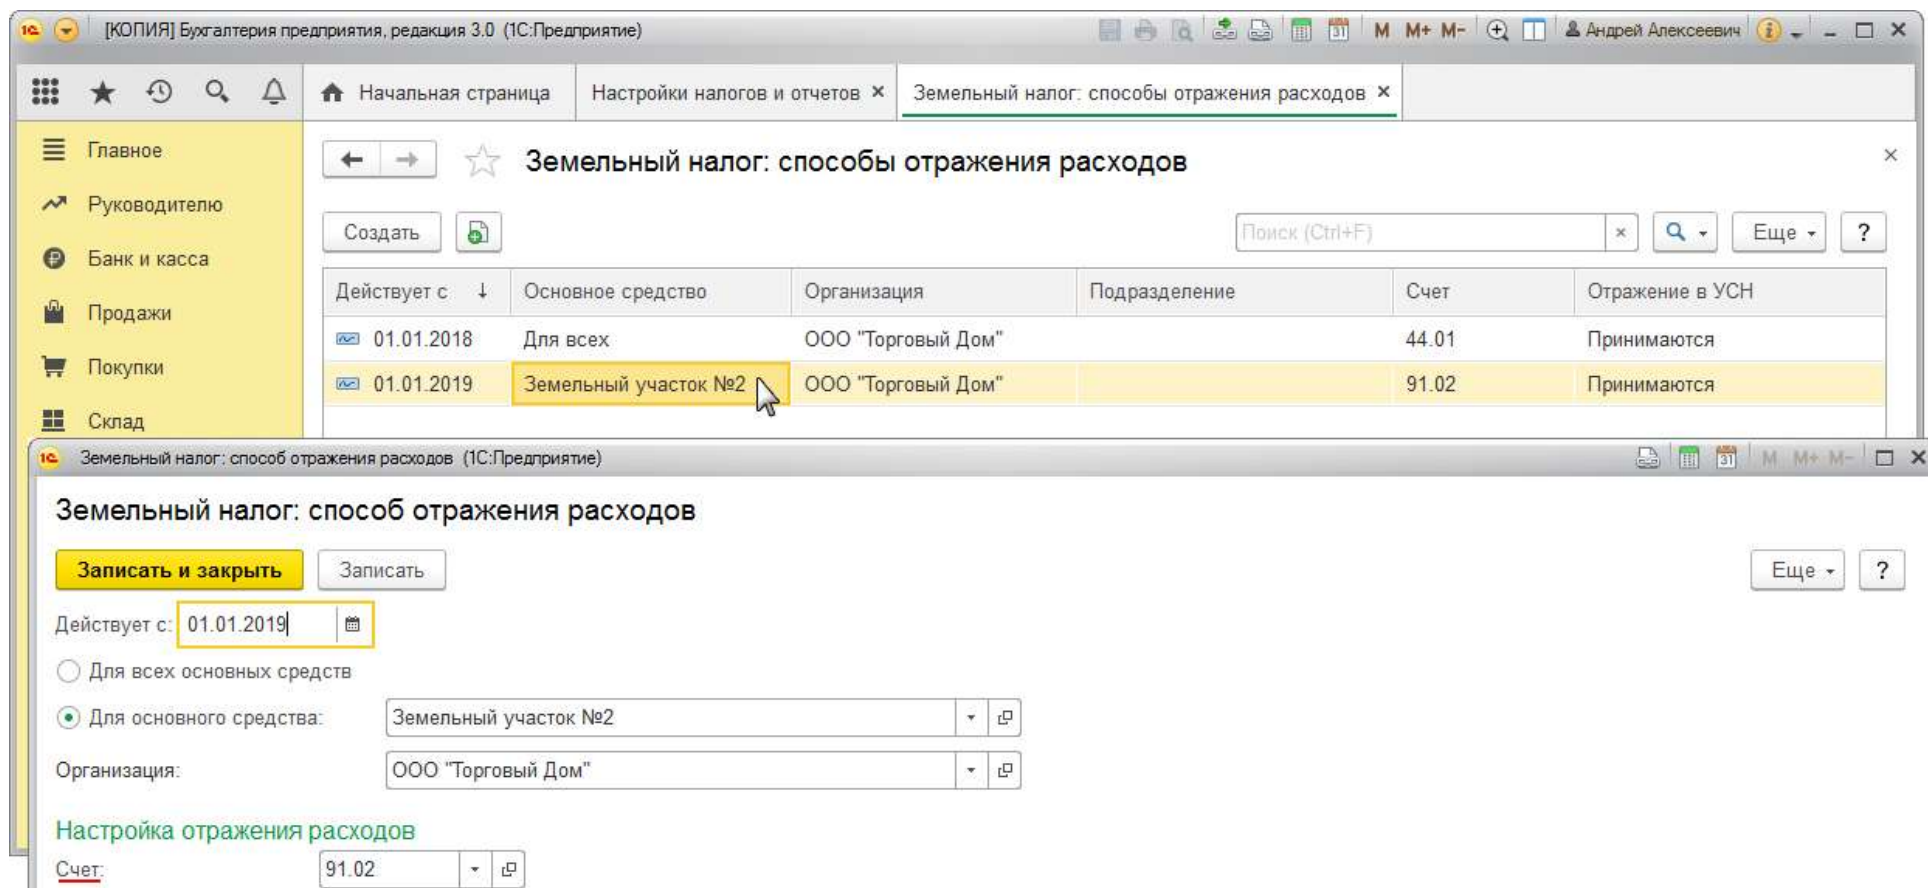 [КОПИЯ] Бухгалтерия предприятия, редакция 3.0 (1С:Предприятие) M M+ M- Андрей Алексеевич
Начальная страница Настройки налогов и отчетов × Земельный налог: способы отражения расходов ×
Главное
Руководителю
Банк и касса
Продажи
Покупки
Склад
Земельный налог: способы отражения расходов
Создать Поиск (Ctrl+F) × Еще ?
Действует с ↓ Основное средство Организация Подразделение Счет Отражение в УСН
01.01.2018 Для всех ООО "Торговый Дом" 44.01 Принимаются
01.01.2019 Земельный участок №2 ООО "Торговый Дом" 91.02 Принимаются
Земельный налог: способ отражения расходов (1С:Предприятие) M M+ M-
Земельный налог: способ отражения расходов
Записать и закрыть Записать Еще ?
Действует с: 01.01.2019
Для всех основных средств
Для основного средства: Земельный участок №2
Организация: ООО "Торговый Дом"
Настройка отражения расходов
Счет: 91.02